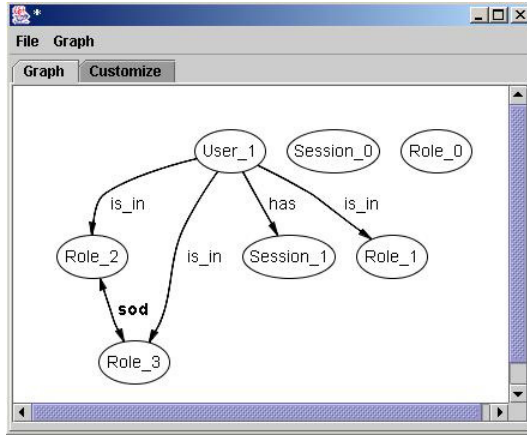 *
File Graph
Graph Customize
User_1 Session_0 Role_0
is_in has is_in
Role_2 is_in Session_1 Role_1
sod
Role_3